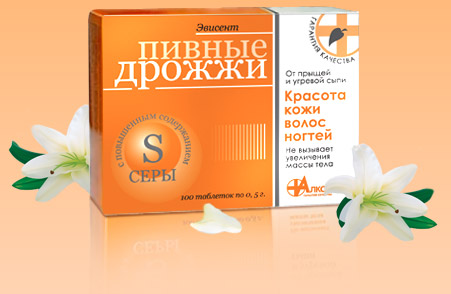 Эвисент
ПИВНЫЕ
ДРОЖЖИ
с повышенным содержанием
S
СЕРЫ
100 таблеток по 0,5 г.
ГАРАНТИЯ КАЧЕСТВА
От прыщей
и угревой сыпи
Красота
кожи
волос
ногтей
Не вызывает
увеличения
массы тела